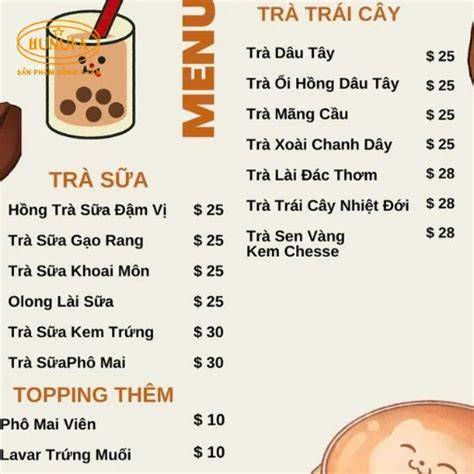 HUNUFA
SẢN PHẨM DÙNG
MENU
TRÀ SỮA
Hồng Trà Sữa Đậm Vị $ 25
Trà Sữa Gạo Rang $ 25
Trà Sữa Khoai Môn $ 25
Olong Lài Sữa $ 25
Trà Sữa Kem Trứng $ 30
Trà SữaPhô Mai $ 30
TOPPING THÊM
Phô Mai Viên $ 10
Lavar Trứng Muối $ 10
TRÀ TRÁI CÂY
Trà Dâu Tây $ 25
Trà Ổi Hồng Dâu Tây $ 25
Trà Mãng Cầu $ 25
Trà Xoài Chanh Dây $ 25
Trà Lài Đác Thơm $ 28
Trà Trái Cây Nhiệt Đới $ 28
Trà Sen Vàng $ 28
Kem Chesse